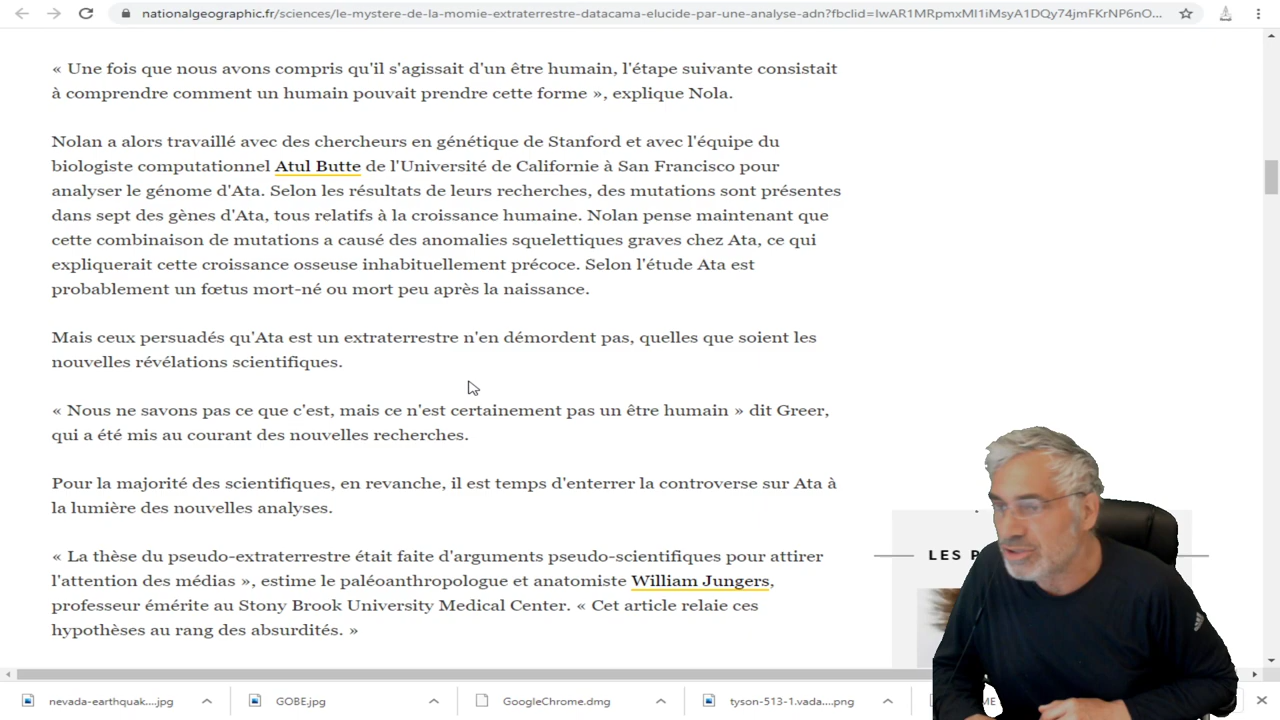 nationalgeographic.fr/sciences/le-mystere-de-la-momie-extraterrestre-datacama-elucide-par-une-analyse-adn?fbclid=IwAR1MRpmxMI1iMsyA1DQy74jmFKrNP6nO...
« Une fois que nous avons compris qu'il s'agissait d'un être humain, l'étape suivante consistait
à comprendre comment un humain pouvait prendre cette forme », explique Nola.
Nolan a alors travaillé avec des chercheurs en génétique de Stanford et avec l'équipe du
biologiste computationnel Atul Butte de l'Université de Californie à San Francisco pour
analyser le génome d'Ata. Selon les résultats de leurs recherches, des mutations sont présentes
dans sept des gènes d'Ata, tous relatifs à la croissance humaine. Nolan pense maintenant que
cette combinaison de mutations a causé des anomalies squelettiques graves chez Ata, ce qui
expliquerait cette croissance osseuse inhabituellement précoce. Selon l'étude Ata est
probablement un fœtus mort-né ou mort peu après la naissance.
Mais ceux persuadés qu'Ata est un extraterrestre n'en démordent pas, quelles que soient les
nouvelles révélations scientifiques.
« Nous ne savons pas ce que c'est, mais ce n'est certainement pas un être humain » dit Greer,
qui a été mis au courant des nouvelles recherches.
Pour la majorité des scientifiques, en revanche, il est temps d'enterrer la controverse sur Ata à
la lumière des nouvelles analyses.
« La thèse du pseudo-extraterrestre était faite d'arguments pseudo-scientifiques pour attirer
l'attention des médias », estime le paléoanthropologue et anatomiste William Jungers,
professeur émérite au Stony Brook University Medical Center. « Cet article relaie ces
hypothèses au rang des absurdités. »
LES P
nevada-earthquak....jpg
GOBE.jpg
GoogleChrome.dmg
tyson-513-1.vada....png